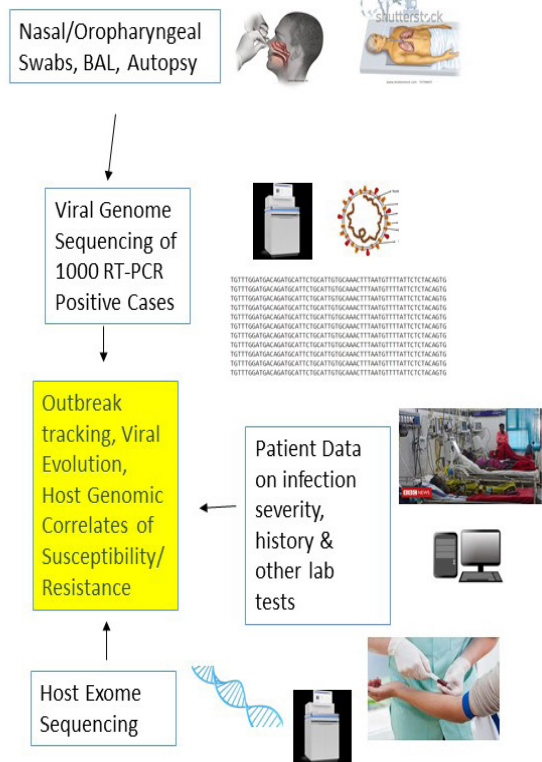 Nasal/Oropharyngeal
Swabs, BAL, Autopsy
shutterstock
Viral Genome
Sequencing of
1000 RT-PCR
Positive Cases
TGTTTGGATGACAGATGCATTCTGCATTGTGCAAACTTTAATGTTTTATTCTCTACAGTG
TGTTTGGATGACAGATGCATTCTGCATTGTGCAAACTTTAATGTTTTATTCTCTACAGTG
TGTTTGGATGACAGATGCATTCTGCATTGTGCAAACTTTAATGTTTTATTCTCTACAGTG
TGTTTGGATGACAGATGCATTCTGCATTGTGCAAACTTTAATGTTTTATTCTCTACAGTG
TGTTTGGATGACAGATGCATTCTGCATTGTGCAAACTTTAATGTTTTATTCTCTACAGTG
TGTTTGGATGACAGATGCATTCTGCATTGTGCAAACTTTAATGTTTTATTCTCTACAGTG
TGTTTGGATGACAGATGCATTCTGCATTGTGCAAACTTTAATGTTTTATTCTCTACAGTG
TGTTTGGATGACAGATGCATTCTGCATTGTGCAAACTTTAATGTTTTATTCTCTACAGTG
TGTTTGGATGACAGATGCATTCTGCATTGTGCAAACTTTAATGTTTTATTCTCTACAGTG
TGTTTGGATGACAGATGCATTCTGCATTGTGCAAACTTTAATGTTTTATTCTCTACAGTG
TGTTTGGATGACAGATGCATTCTGCATTGTGCAAACTTTAATGTTTTATTCTCTACAGTG
Outbreak
tracking, Viral
Evolution,
Host Genomic
Correlates of
Susceptibility/
Resistance
Patient Data
on infection
severity,
history &
other lab
tests
BBC NEWS
Host Exome
Sequencing